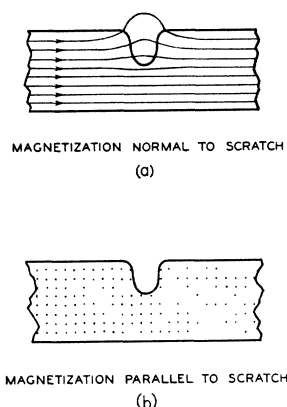 MAGNETIZATION NORMAL TO SCRATCH
(a)
MAGNETIZATION PARALLEL TO SCRATCH
(b)